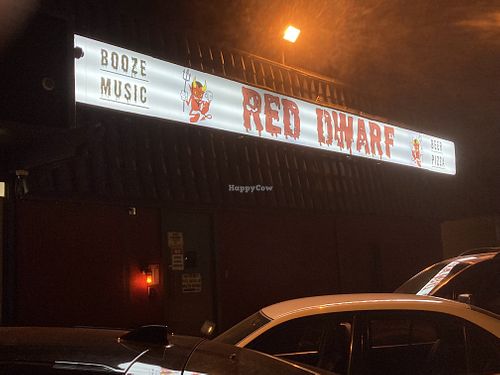 BOOZE
MUSIC
RED DWARF
BEER
PIZZA
HappyCow